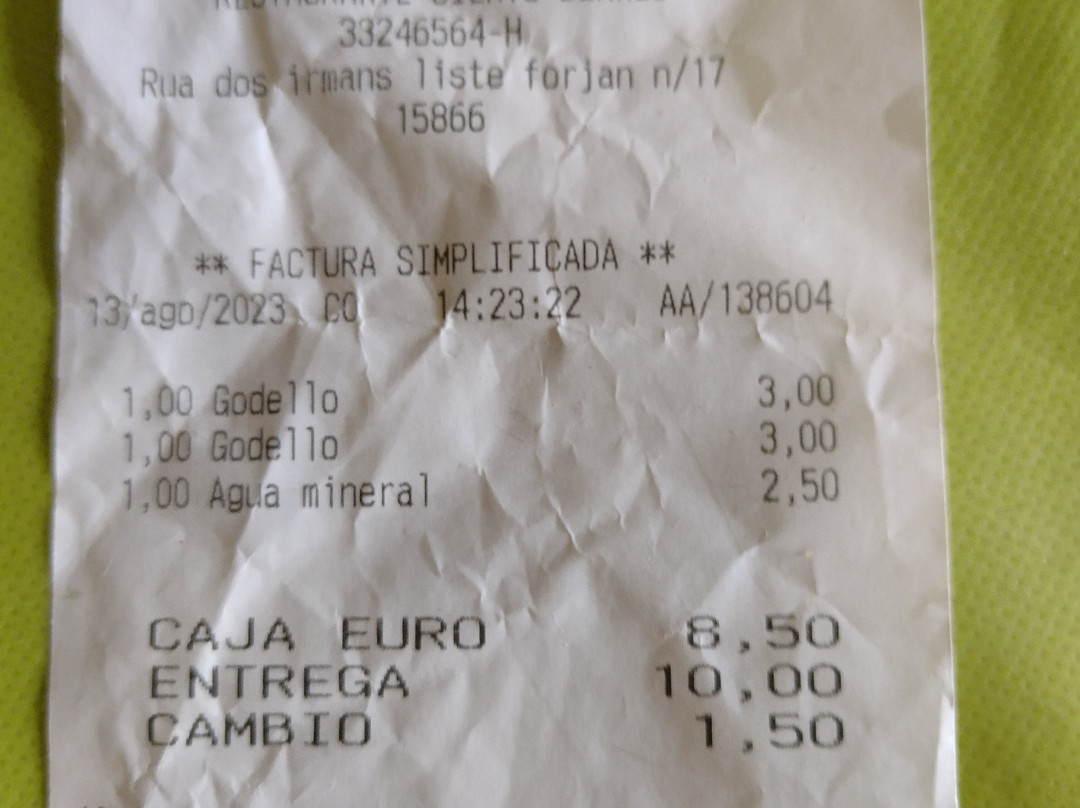 33246564-H
Rua dos irmans liste forjan n/17
15866
** FACTURA SIMPLIFICADA **
13/ago/2023 CO 14:23:22 AA/138604
1,00 Godello 3,00
1,00 Godello 3,00
1,00 Agua mineral 2,50
CAJA EURO 8,50
ENTREGA 10,00
CAMBIO 1,50